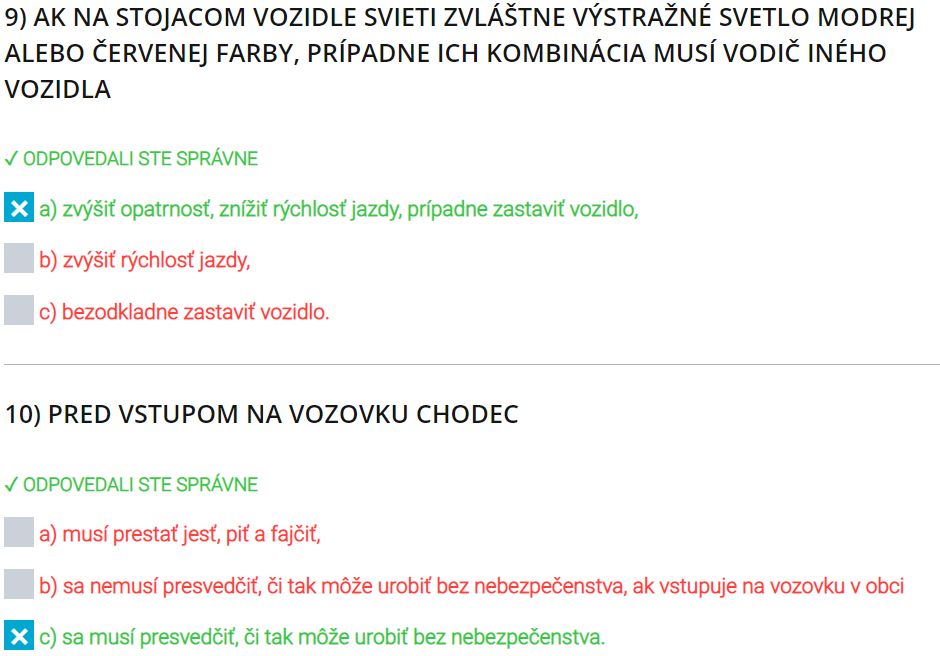 9) AK NA STOJACOM VOZIDLE SVIETI ZVLÁŠTNE VÝSTRAŽNÉ SVETLO MODREJ
ALEBO ČERVENEJ FARBY, PRÍPADNE ICH KOMBINÁCIA MUSÍ VODIČ INÉHO
VOZIDLA
✓ ODPOVEDALI STE SPRÁVNE
a) zvýšiť opatrnosť, znížiť rýchlosť jazdy, prípadne zastaviť vozidlo,
b) zvýšiť rýchlosť jazdy,
c) bezodkladne zastaviť vozidlo.
10) PRED VSTUPOM NA VOZOVKU CHODEC
✓ ODPOVEDALI STE SPRÁVNE
a) musí prestať jesť, piť a fajčiť,
b) sa nemusí presvedčiť, či tak môže urobiť bez nebezpečenstva, ak vstupuje na vozovku v obci
c) sa musí presvedčiť, či tak môže urobiť bez nebezpečenstva.